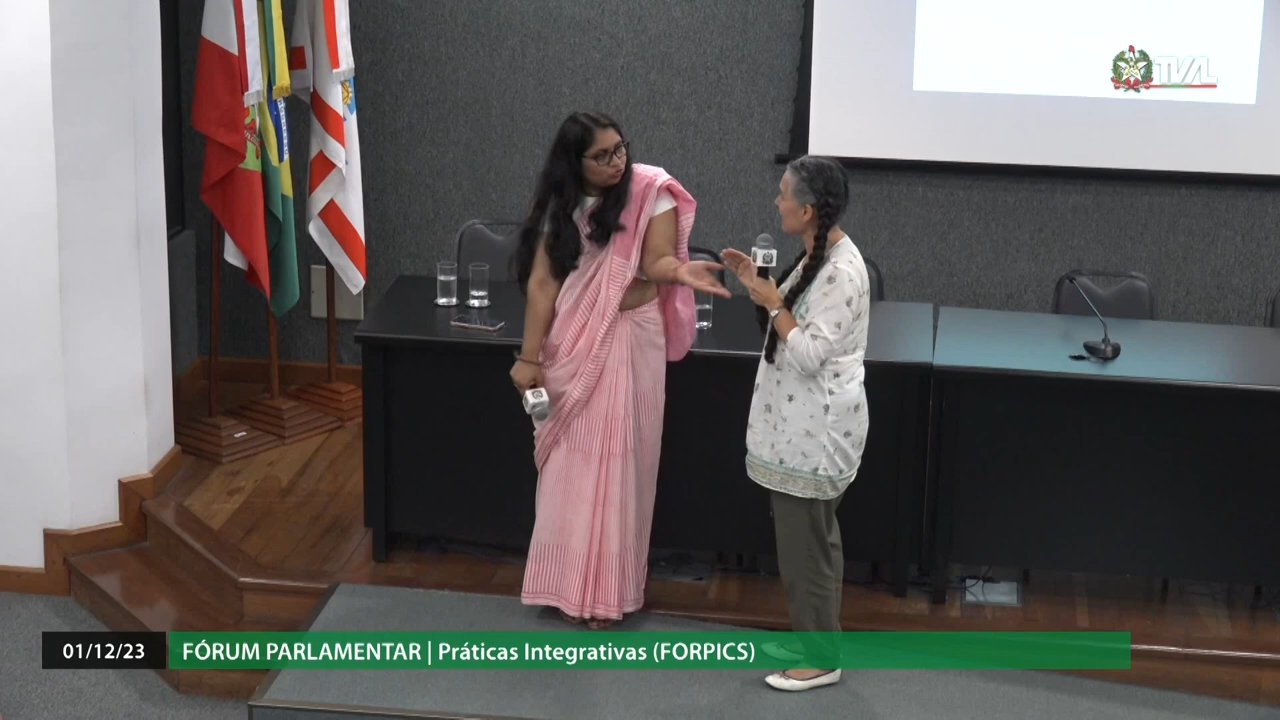 TVAL
01/12/23 FÓRUM PARLAMENTAR | Práticas Integrativas (FORPICS)